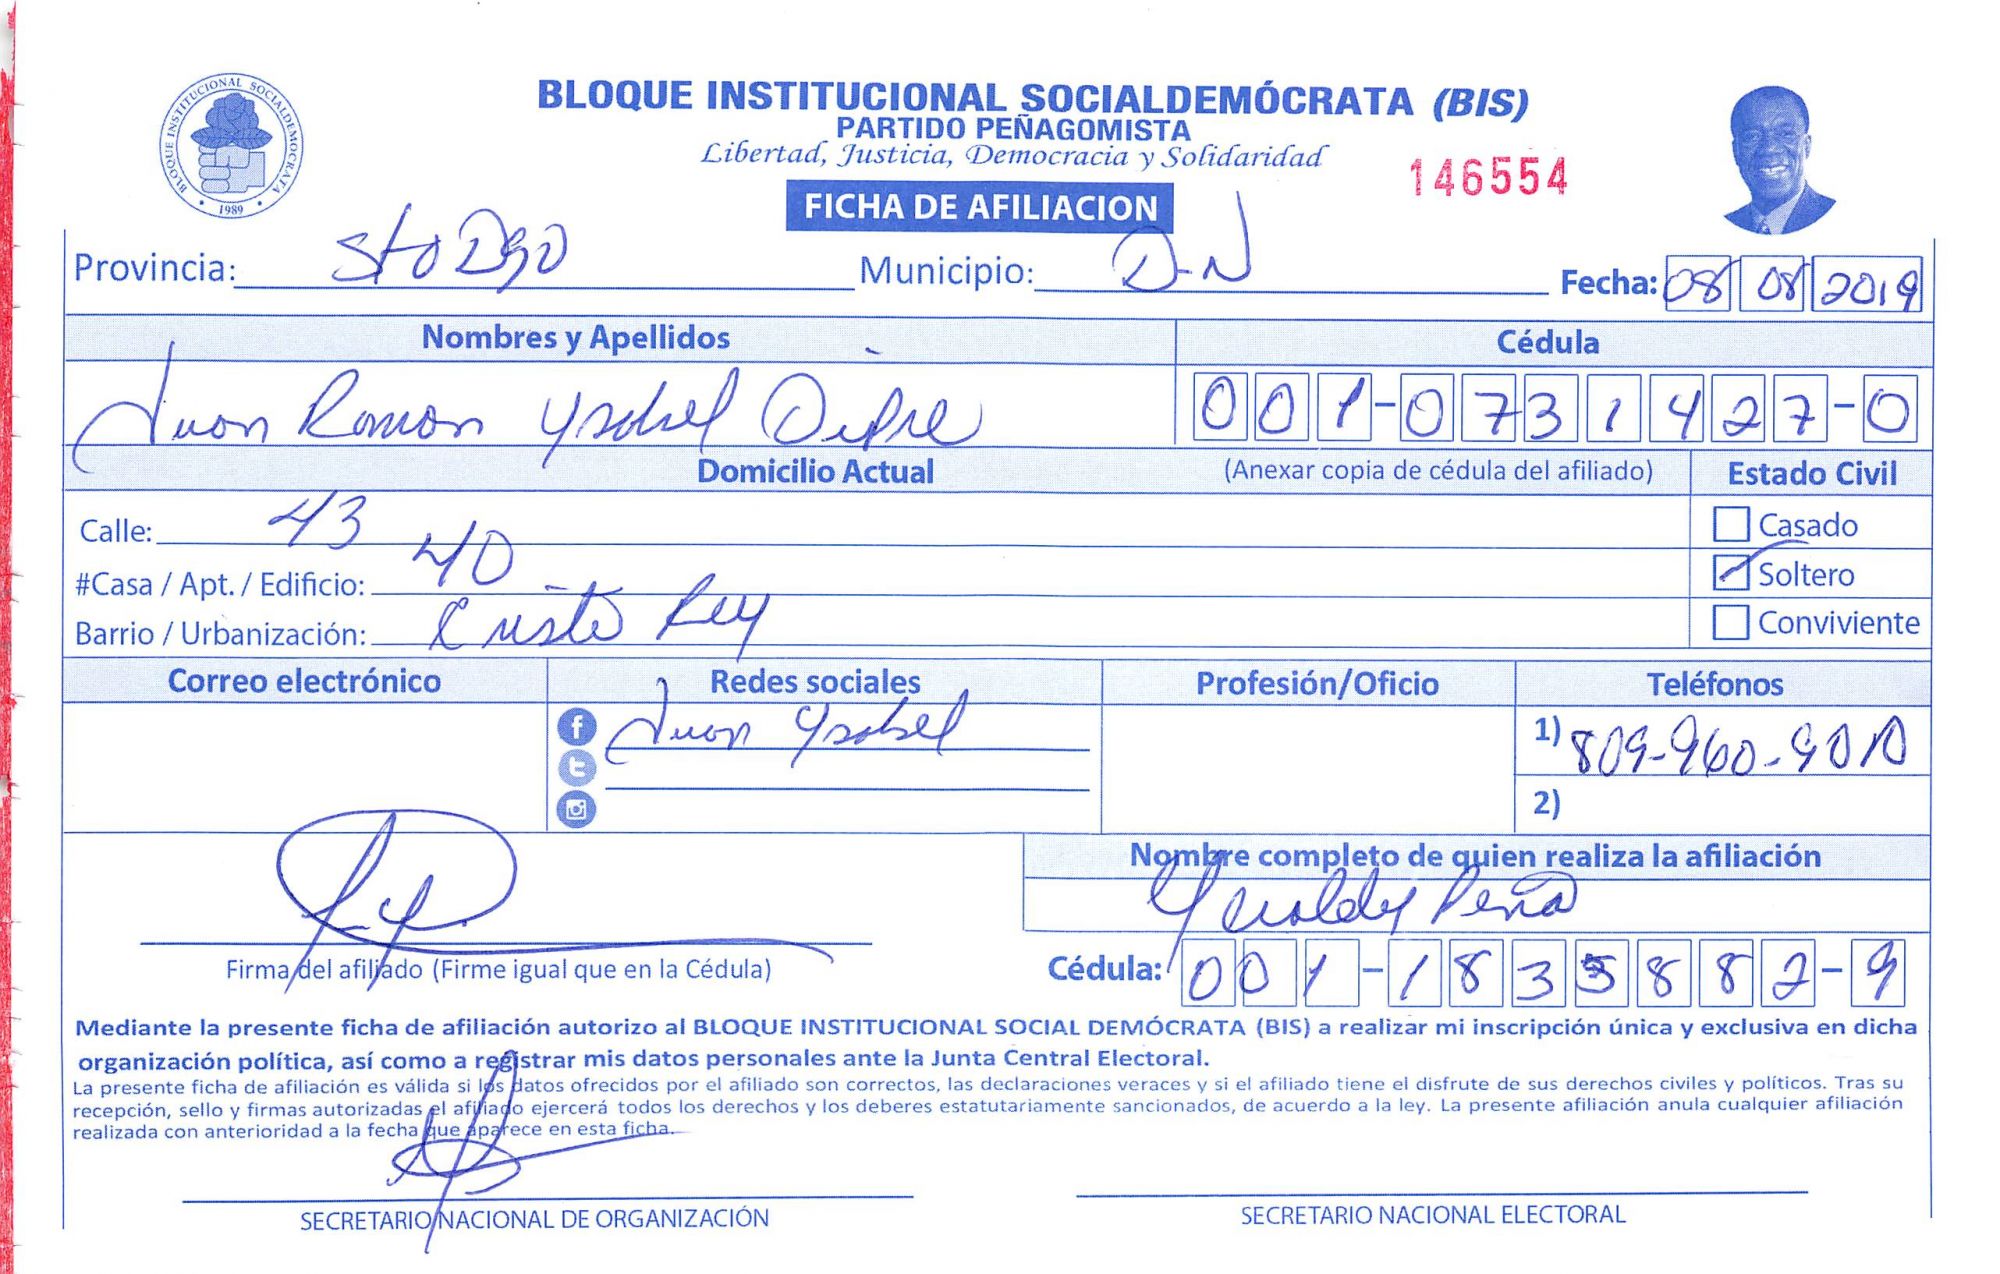 BLOQUE INSTITUCIONAL SOCIALDEMOCRATA
1989
BLOQUE INSTITUCIONAL SOCIALDEMÓCRATA (BIS)
PARTIDO PEÑAGOMISTA
Libertad, Justicia, Democracia y Solidaridad
146554
FICHA DE AFILIACION
Provincia: Sto Dgo Municipio: D-N Fecha: 08 08 2019
Nombres y Apellidos Cédula
Juan Ramon Ysabel Dipre 001-0731427-0
Domicilio Actual (Anexar copia de cédula del afiliado) Estado Civil
Calle: 43 Casado
#Casa / Apt. / Edificio: 40 Soltero
Barrio / Urbanización: Cristo Rey Conviviente
Correo electrónico Redes sociales Profesión/Oficio Teléfonos
Juan Ysabel 1) 809-960-
2)
Nombre completo de quien realiza la afiliación
Peña
Firma del afiliado (Firme igual que en la Cédula) Cédula: 001-1835882-9
Mediante la presente ficha de afiliación autorizo al BLOQUE INSTITUCIONAL SOCIAL DEMÓCRATA (BIS) a realizar mi inscripción única y exclusiva en dicha
organización política, así como a registrar mis datos personales ante la Junta Central Electoral.
La presente ficha de afiliación es válida si los datos ofrecidos por el afiliado son correctos, las declaraciones veraces y si el afiliado tiene el disfrute de sus derechos civiles y políticos. Tras su
recepción, sello y firmas autorizadas el afiliado ejercerá todos los derechos y los deberes estatutariamente sancionados, de acuerdo a la ley. La presente afiliación anula cualquier afiliación
realizada con anterioridad a la fecha que aparece en esta ficha.
SECRETARIO NACIONAL DE ORGANIZACIÓN SECRETARIO NACIONAL ELECTORAL